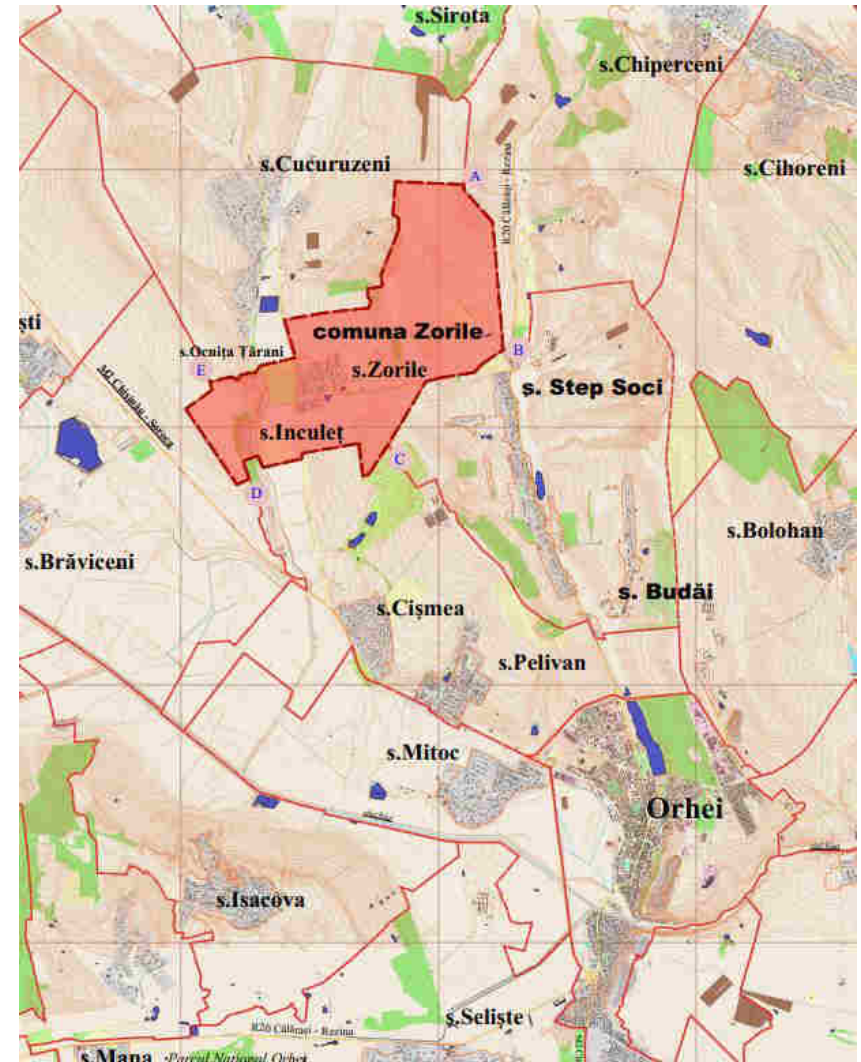 s.Sirota
s.Chiperceni
s.Cucuruzeni
s.Cihoreni
A
R20 Călărași - Rezina
ști
comuna Zorile
s.Ocnița Țărani
B
E
s.Zorile
ș. Step Soci
M2 Chișinău - Soroca
s.Inculeț
C
D
s.Bolohan
s.Brăviceni
s. Budăi
s.Cișmea
s.Pelivan
s.Mitoc
Orhei
s.Isacova
s.Seliște
R20 Călărași - Rezina
s.Mana
Parcul Național Orhei